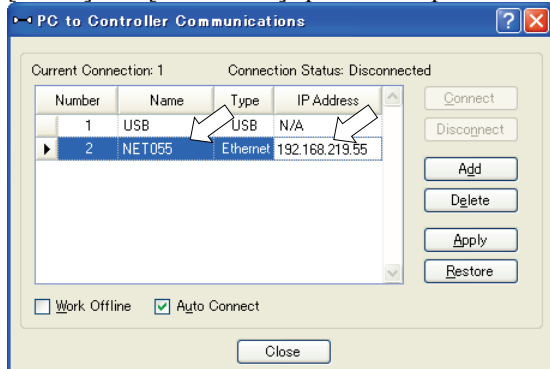 PC to Controller Communications
Current Connection: 1 Connection Status: Disconnected
Number Name Type IP Address
1 USB USB N/A
2 NET055 Ethernet 192.168.219.55
Connect
Disconnect
Add
Delete
Apply
Restore
Work Offline Auto Connect
Close